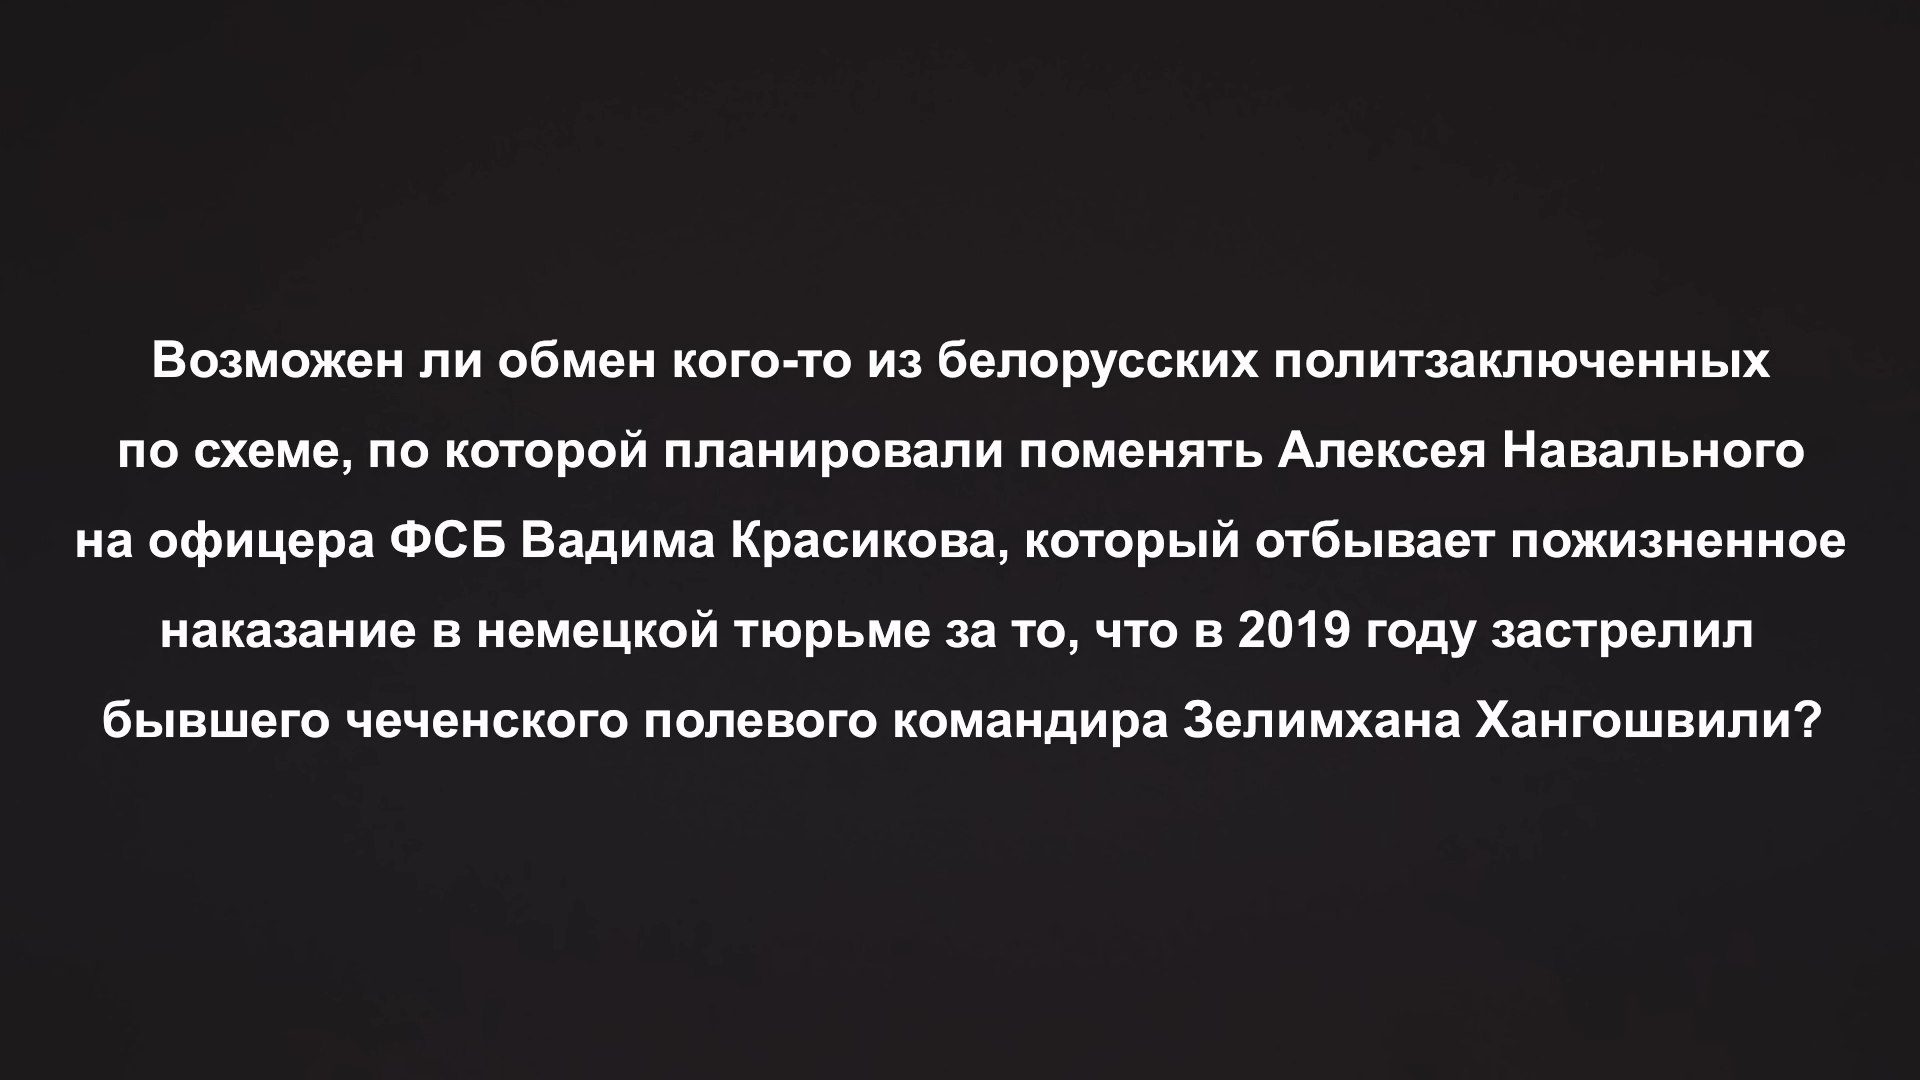 Возможен ли обмен кого-то из белорусских политзаключенных
по схеме, по которой планировали поменять Алексея Навального
на офицера ФСБ Вадима Красикова, который отбывает пожизненное
наказание в немецкой тюрьме за то, что в 2019 году застрелил
бывшего чеченского полевого командира Зелимхана Хангошвили?